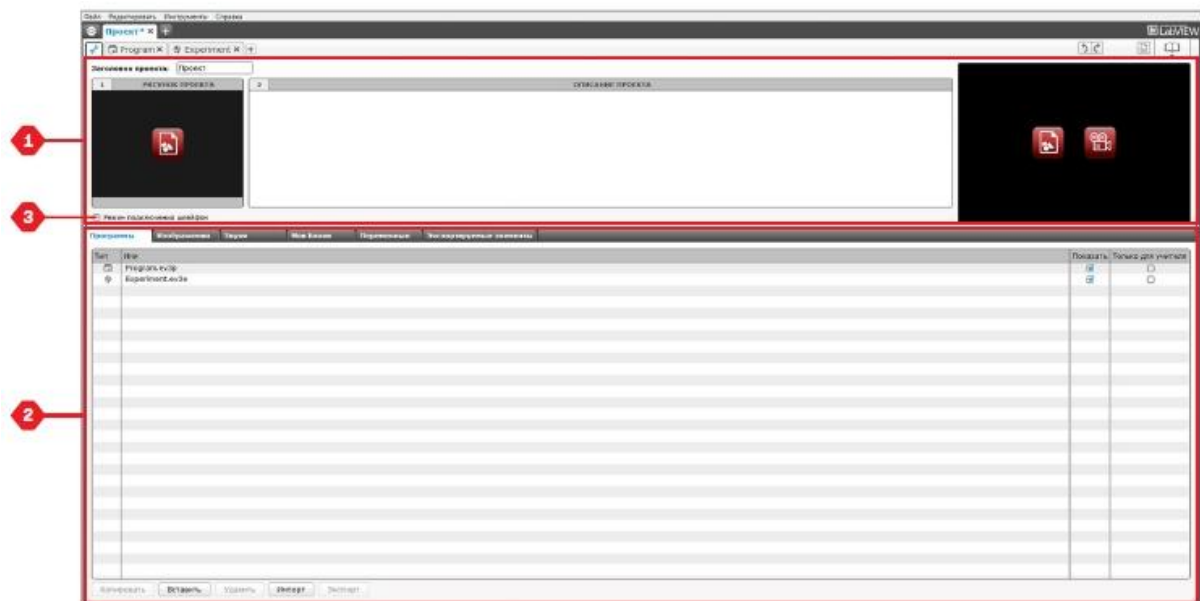 Файл Редактировать Инструменты Справка
Проект* × +
LabVIEW
Program × Experiment × +
Заголовок проекта: Проект
1 РИСУНОК ПРОЕКТА 2 ОПИСАНИЕ ПРОЕКТА
1
3
Режим подключения шлейфом
Программы Изображения Звуки Мои Блоки Переменные Экспортируемые элементы
Тип Имя Показать Только для учителя
Program.ev3p
Experiment.ev3e
2
Копировать Вставить Удалить Импорт Экспорт